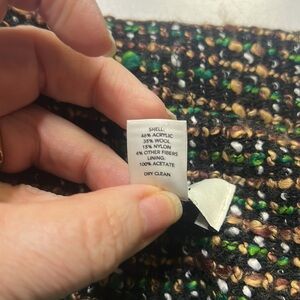 SHELL:
46% ACRYLIC
35% WOOL
15% NYLON
4% OTHER FIBERS
LINING:
100% ACETATE
DRY CLEAN